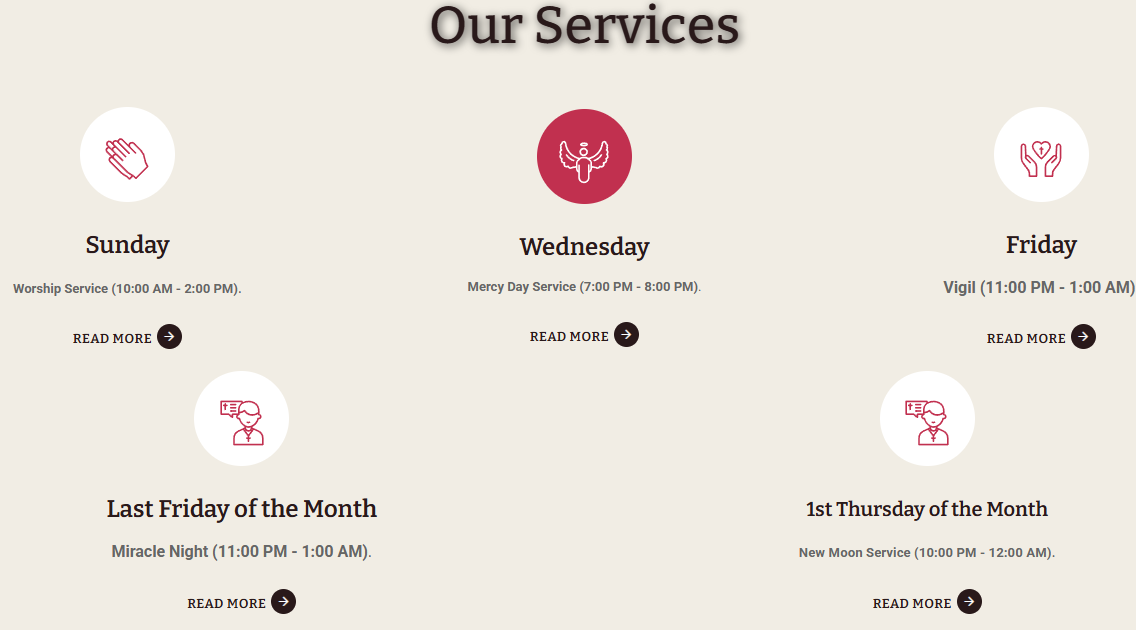 Our Services
Sunday
Worship Service (10:00 AM - 2:00 PM).
READ MORE
Wednesday
Mercy Day Service (7:00 PM - 8:00 PM).
READ MORE
Friday
Vigil (11:00 PM - 1:00 AM)
READ MORE
Last Friday of the Month
Miracle Night (11:00 PM - 1:00 AM).
READ MORE
1st Thursday of the Month
New Moon Service (10:00 PM - 12:00 AM).
READ MORE